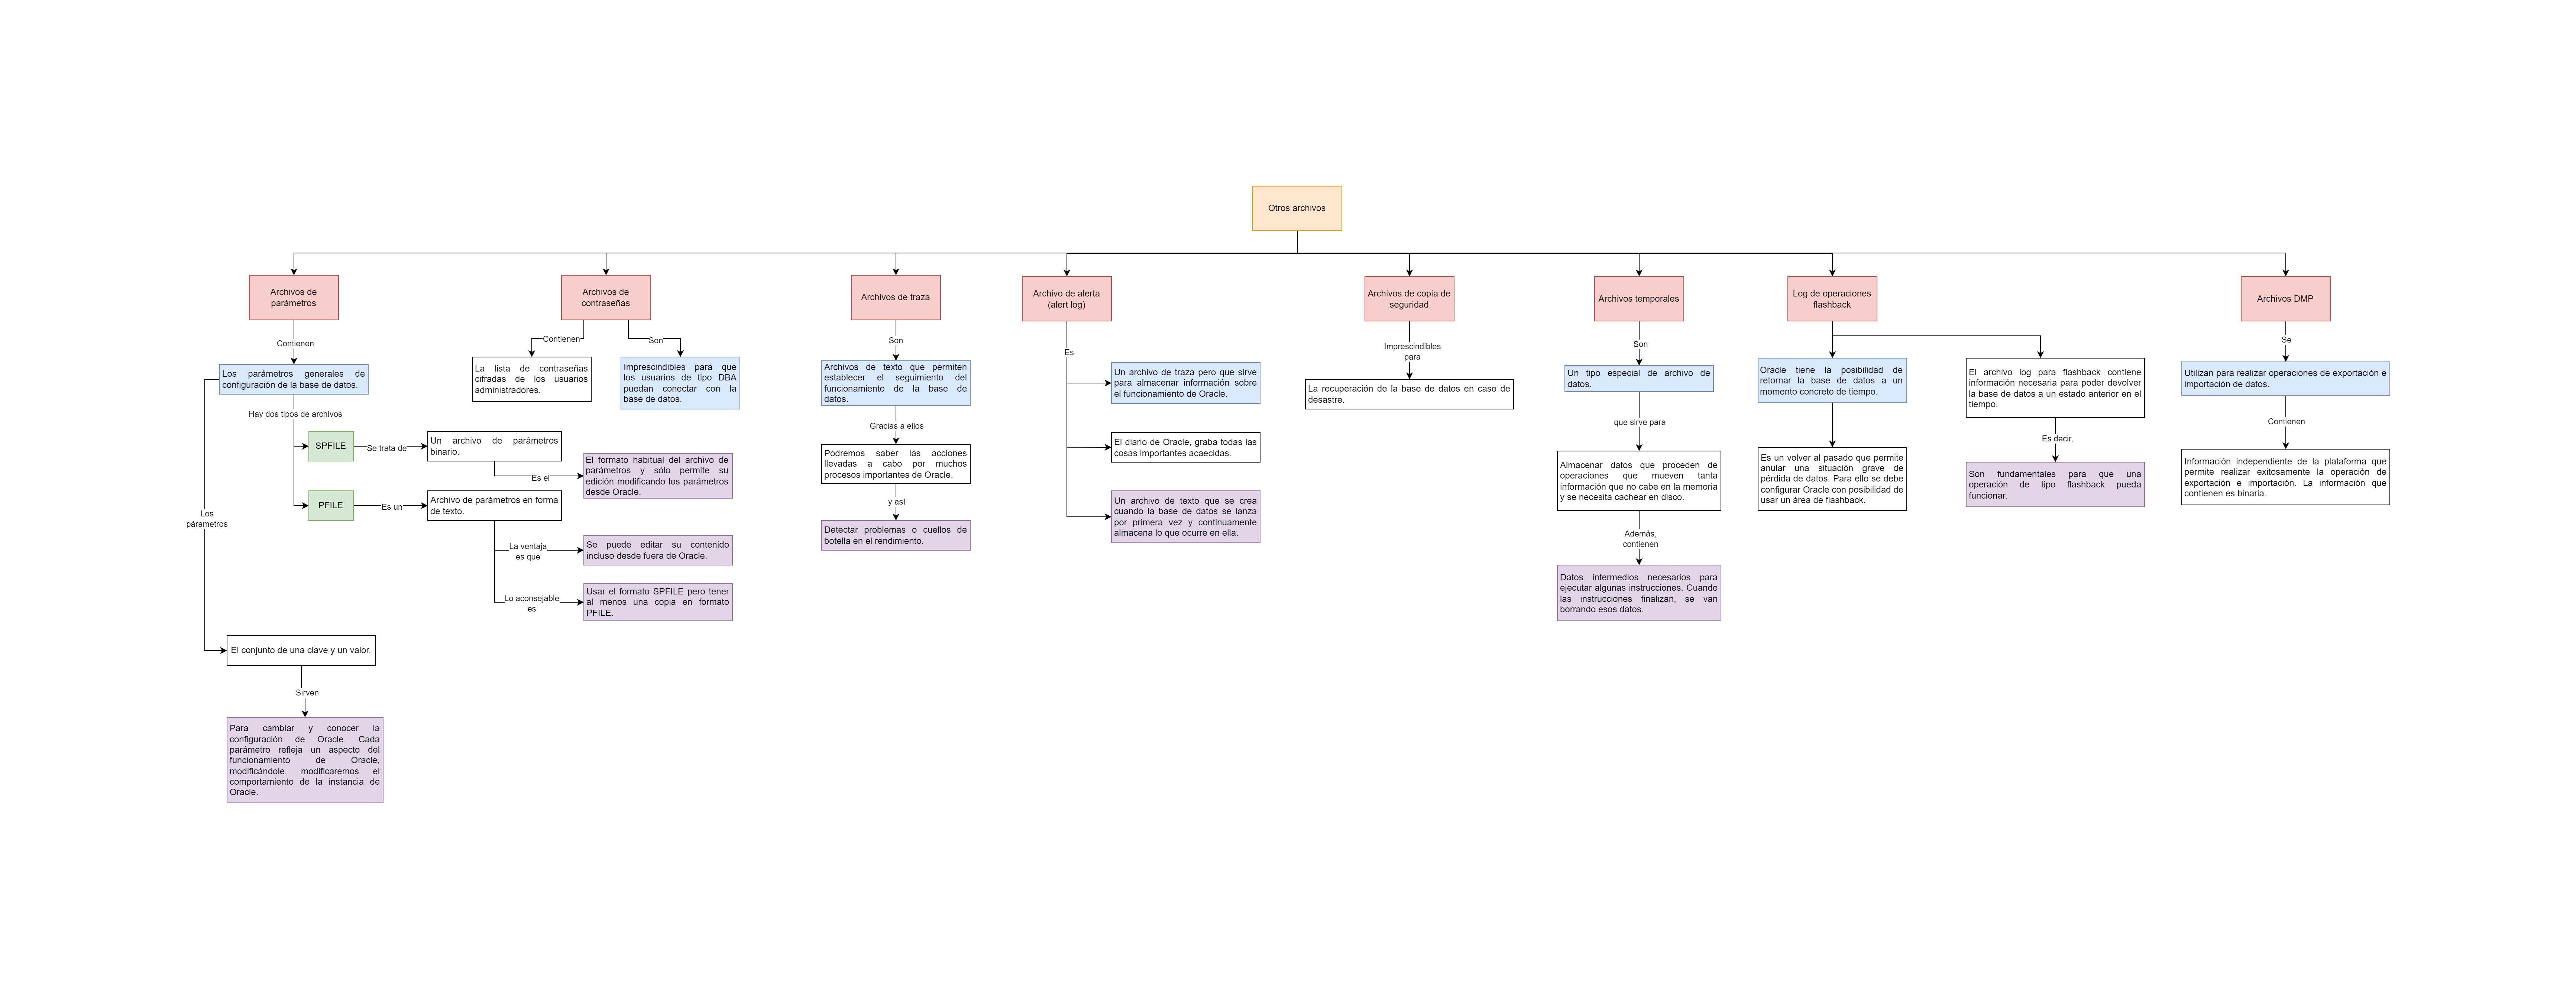 Otros archivos
Archivos de
parámetros
Contienen
Los parámetros generales de
configuración de la base de datos.
Hay dos tipos de archivos
SPFILE
Se trata de
Un archivo de parámetros
binario.
Es el
El formato habitual del archivo de
parámetros y sólo permite su
edición modificando los parámetros
desde Oracle.
PFILE
Es un
Archivo de parámetros en forma
de texto.
La ventaja
es que
Se puede editar su contenido
incluso desde fuera de Oracle.
Lo aconsejable
es
Usar el formato SPFILE pero tener
al menos una copia en formato
PFILE.
Los
párametros
El conjunto de una clave y un valor.
Sirven
Para cambiar y conocer la
configuración de Oracle. Cada
parámetro refleja un aspecto del
funcionamiento de Oracle;
modificándole, modificaremos el
comportamiento de la instancia de
Oracle.
Archivos de
contraseñas
Contienen
La lista de contraseñas
cifradas de los usuarios
administradores.
Son
Imprescindibles para que
los usuarios de tipo DBA
puedan conectar con la
base de datos.
Archivos de traza
Son
Archivos de texto que permiten
establecer el seguimiento del
funcionamiento de la base de
datos.
Gracias a ellos
Podremos saber las acciones
llevadas a cabo por muchos
procesos importantes de Oracle.
y así
Detectar problemas o cuellos de
botella en el rendimiento.
Archivo de alerta
(alert log)
Es
Un archivo de traza pero que sirve
para almacenar información sobre
el funcionamiento de Oracle.
El diario de Oracle, graba todas las
cosas importantes acaecidas.
Un archivo de texto que se crea
cuando la base de datos se lanza
por primera vez y continuamente
almacena lo que ocurre en ella.
Archivos de copia de
seguridad
Imprescindibles
para
La recuperación de la base de datos en caso de
desastre.
Archivos temporales
Son
Un tipo especial de archivo de
datos.
que sirve para
Almacenar datos que proceden de
operaciones que mueven tanta
información que no cabe en la memoria
y se necesita cachear en disco.
Además,
contienen
Datos intermedios necesarios para
ejecutar algunas instrucciones. Cuando
las instrucciones finalizan, se van
borrando esos datos.
Log de operaciones
flashback
Oracle tiene la posibilidad de
retornar la base de datos a un
momento concreto de tiempo.
Es un volver al pasado que permite
anular una situación grave de
pérdida de datos. Para ello se debe
configurar Oracle con posibilidad de
usar un área de flashback.
El archivo log para flashback contiene
información necesaria para poder devolver
la base de datos a un estado anterior en el
tiempo.
Es decir,
Son fundamentales para que una
operación de tipo flashback pueda
funcionar.
Archivos DMP
Se
Utilizan para realizar operaciones de exportación e
importación de datos.
Contienen
Información independiente de la plataforma que
permite realizar exitosamente la operación de
exportación e importación. La información que
contienen es binaria.